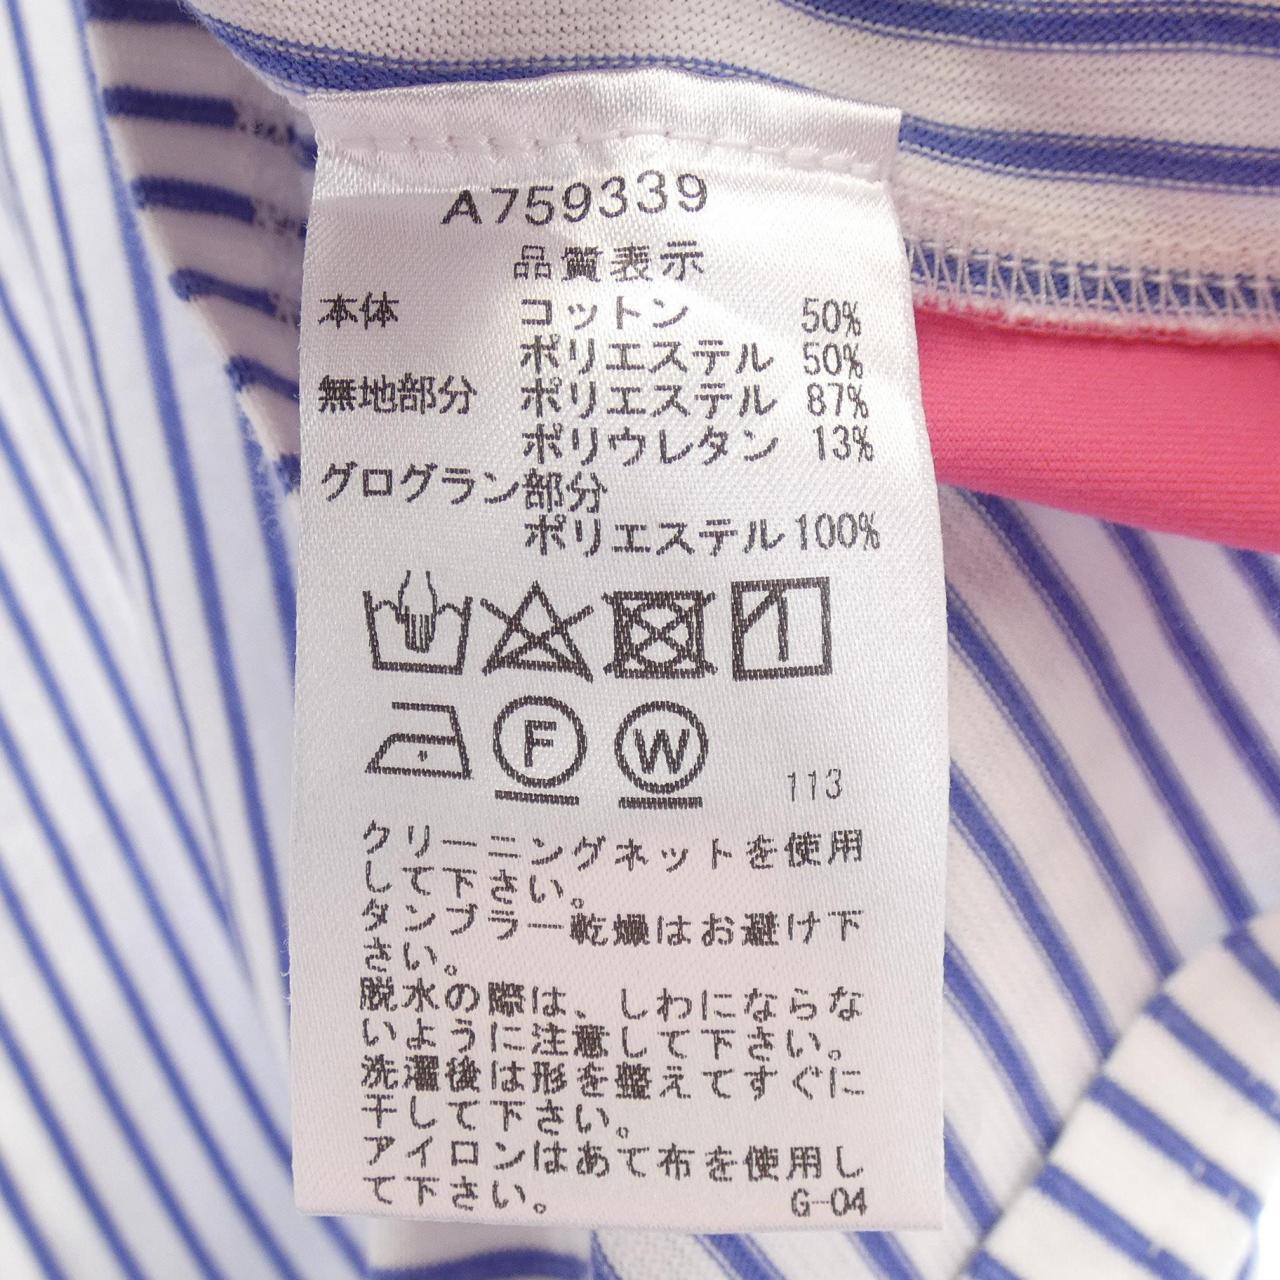 A759339
品質表示
本体 コットン 50%
ポリエステル 50%
無地部分 ポリエステル 87%
ポリウレタン 13%
グログラン部分
ポリエステル 100%
F W 113
クリーニングネットを使用
して下さい。
タンブラー乾燥はお避け下
さい。
脱水の際は、しわにならな
いように注意して下さい。
洗濯後は形を整えてすぐに
干して下さい。
アイロンはあて布を使用し
て下さい。 G-04